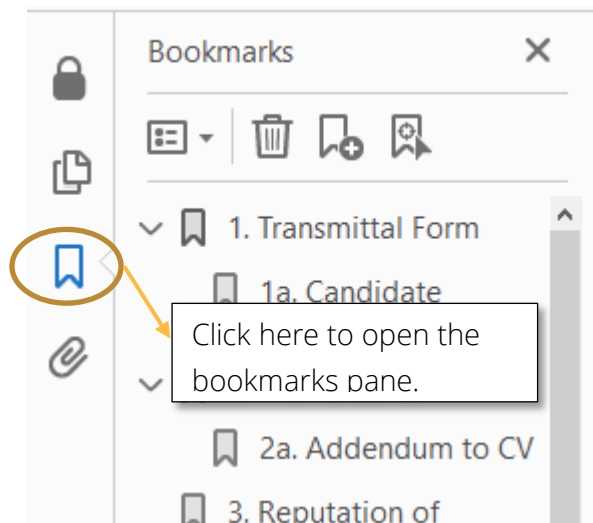 Bookmarks
1. Transmittal Form
1a. Candidate
Click here to open the
bookmarks pane.
2a. Addendum to CV
3. Reputation of